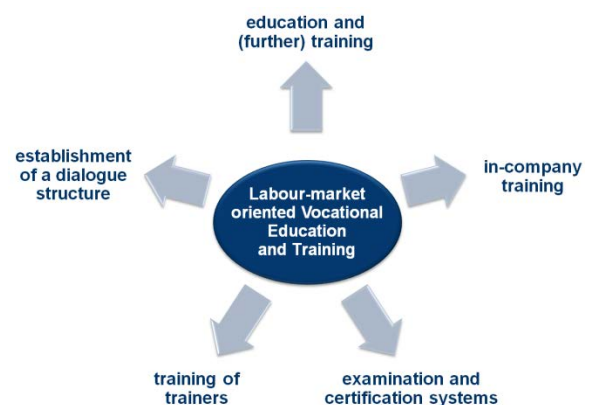 education and
(further) training
establishment
of a dialogue
structure
in-company
training
Labour-market
oriented Vocational
Education
and Training
training of
trainers
examination and
certification systems